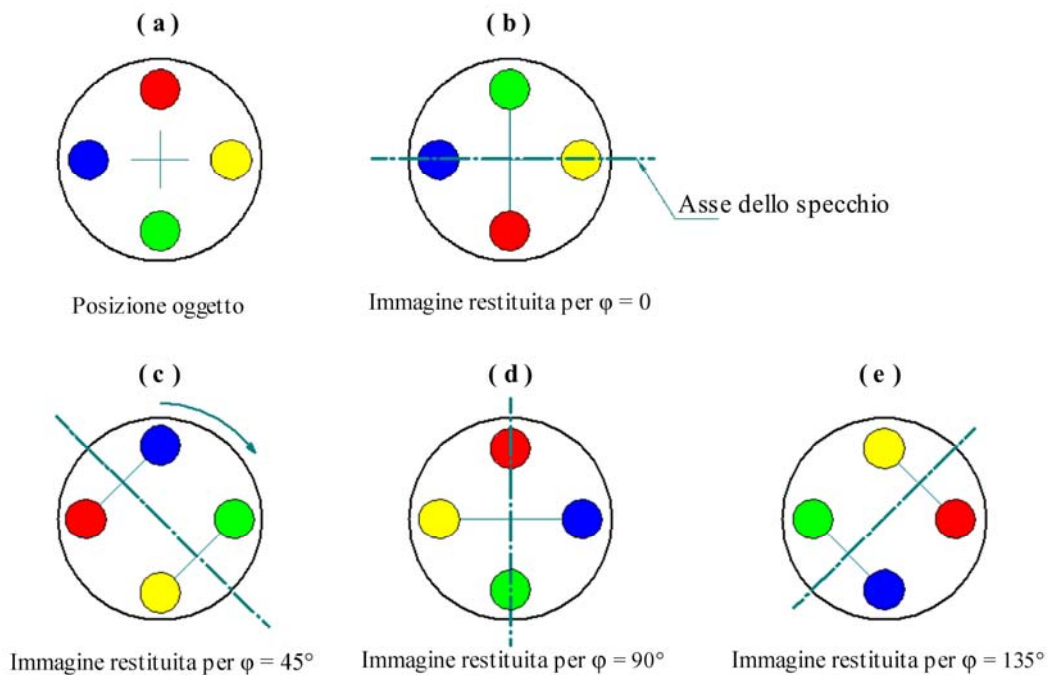 ( a )
( b )
Asse dello specchio
Posizione oggetto
Immagine restituita per φ = 0
( c )
( d )
( e )
Immagine restituita per φ = 45°
Immagine restituita per φ = 90°
Immagine restituita per φ = 135°